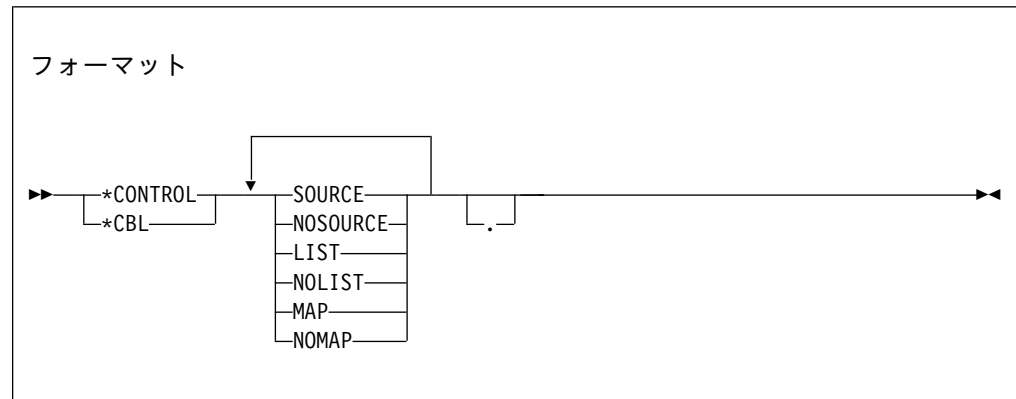 フォーマット
*CONTROL SOURCE
*CBL NOSOURCE .
LIST
NOLIST
MAP
NOMAP